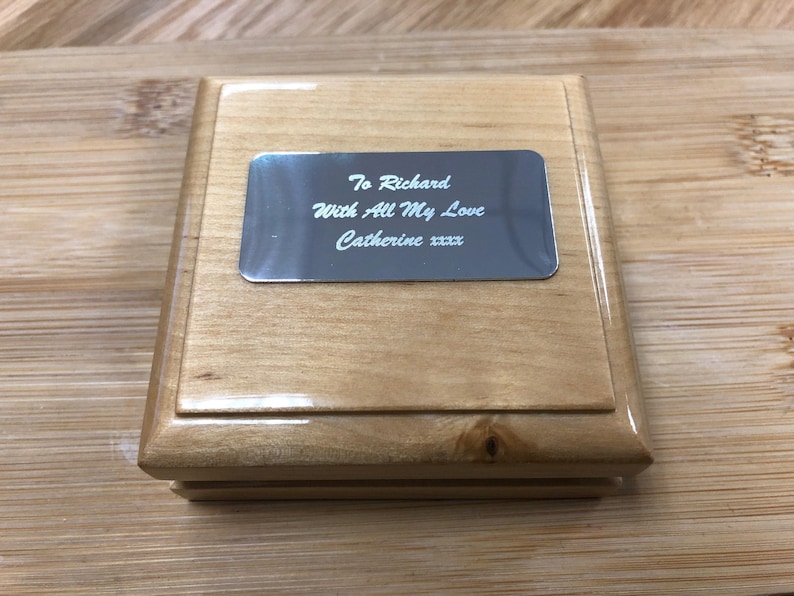 To Richard
With All My Love
Catherine xxxx